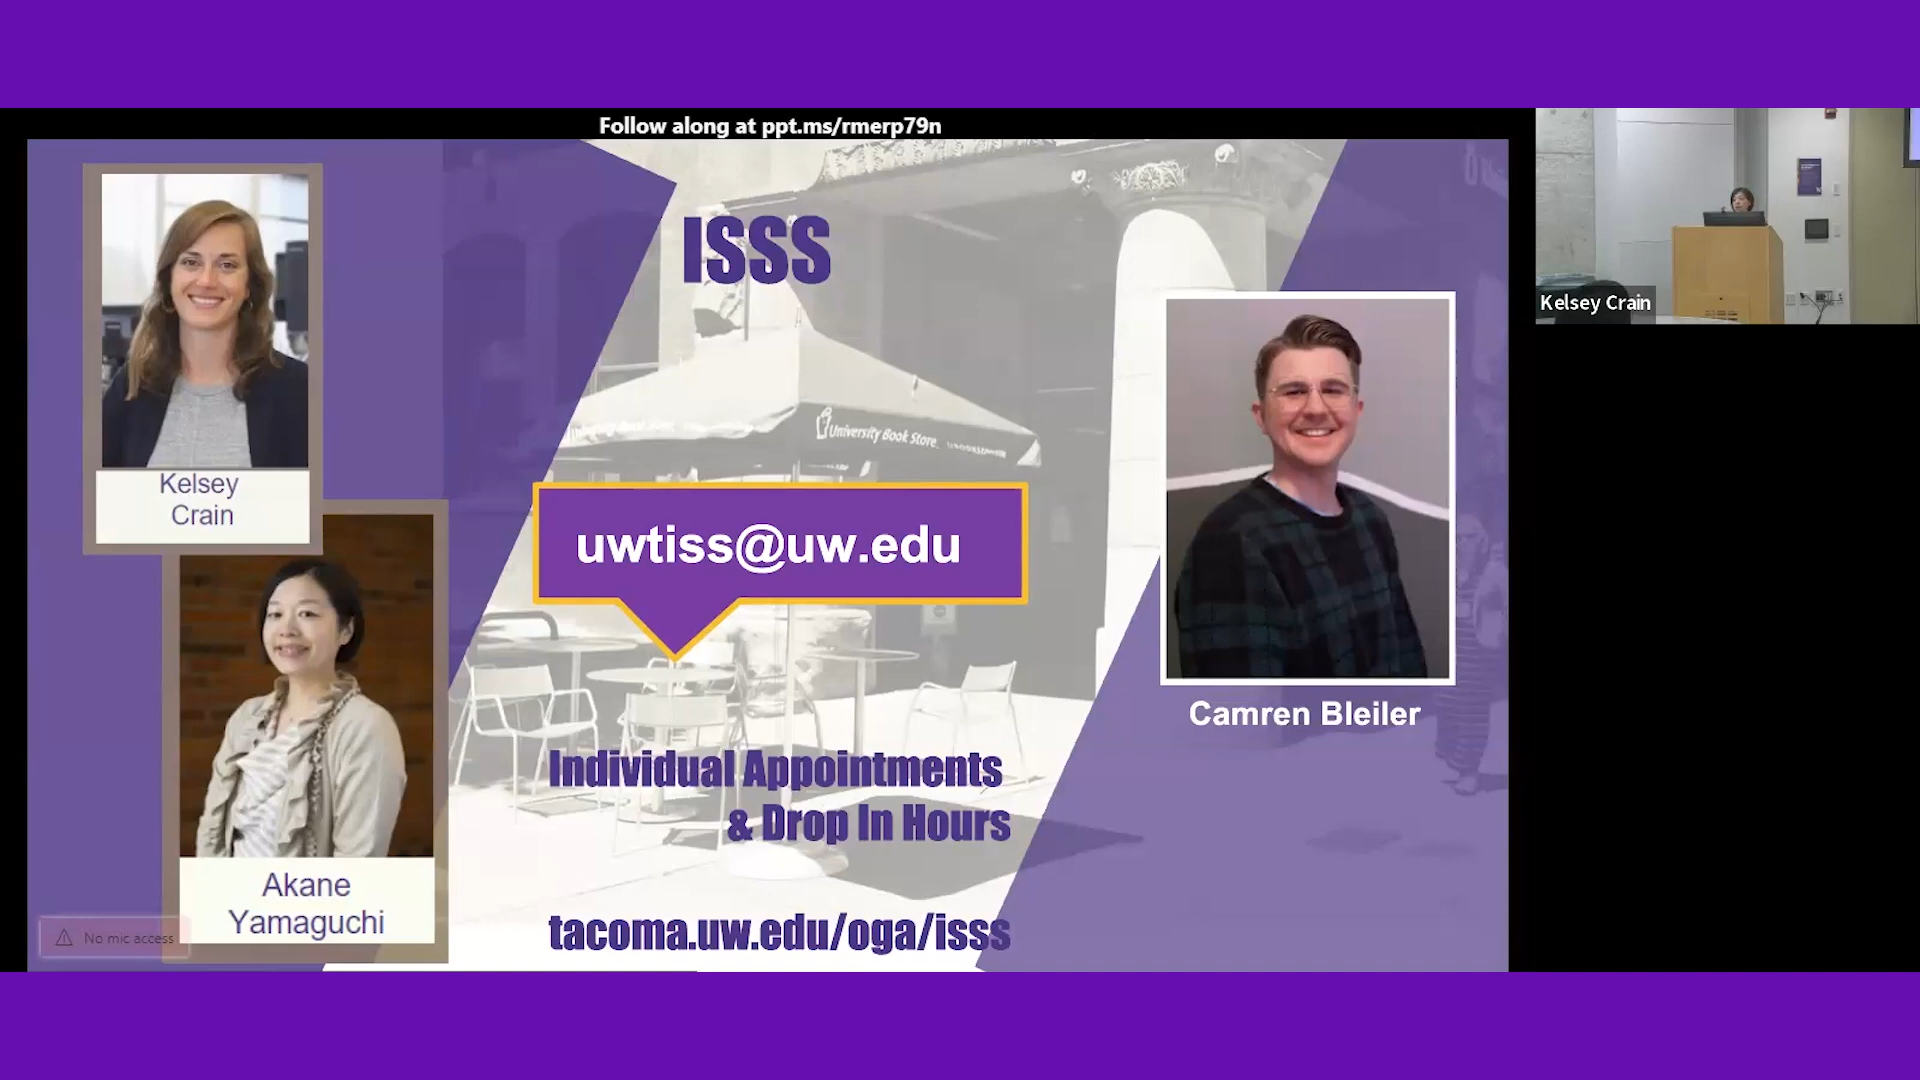 Follow along at ppt.ms/rmerp79n
ISSS
Kelsey
Crain
University Book Store
uwtiss@uw.edu
Camren Bleiler
Individual Appointments
& Drop In Hours
Akane
Yamaguchi
No mic access
tacoma.uw.edu/oga/isss
Kelsey Crain